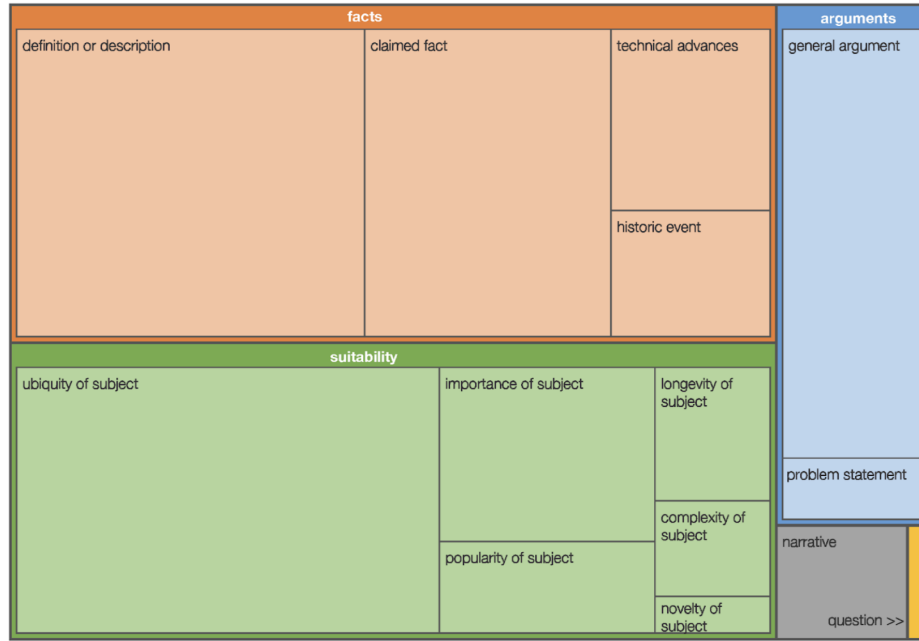 facts
definition or description
claimed fact
technical advances
historic event
arguments
general argument
problem statement
suitability
ubiquity of subject
importance of subject
popularity of subject
longevity of
subject
complexity of
subject
novelty of
subject
narrative
question >>